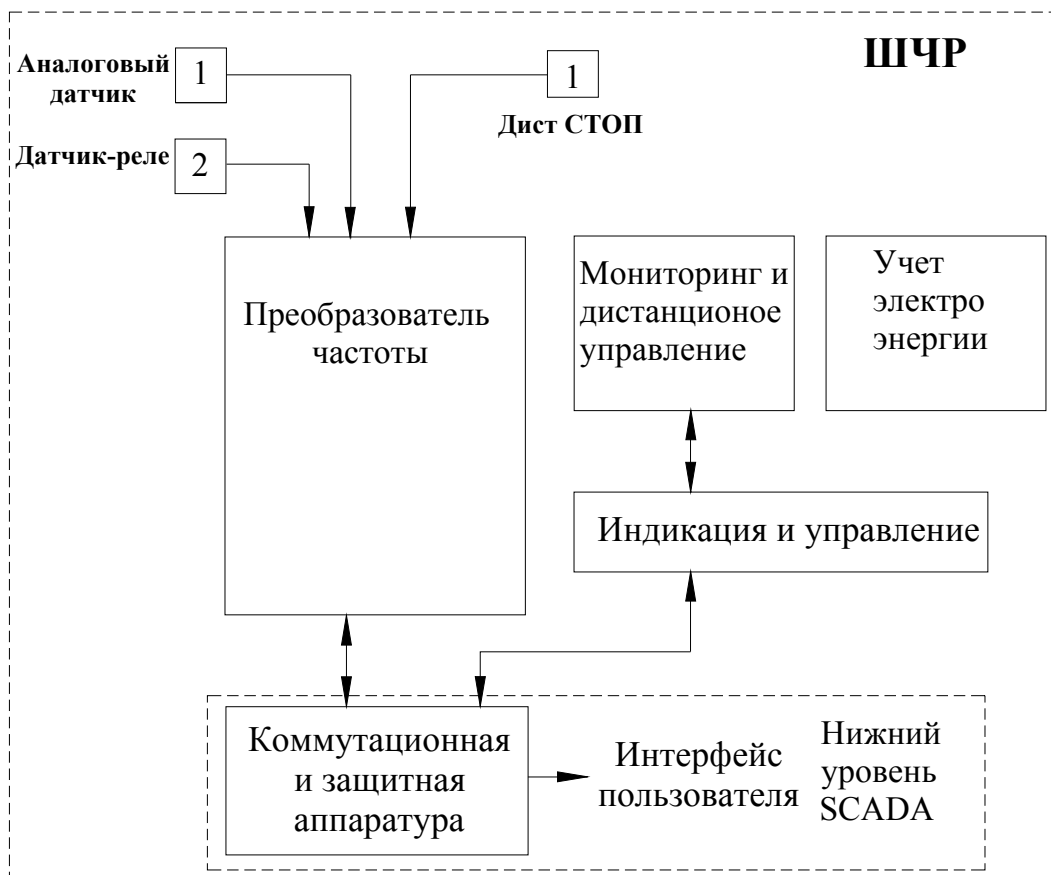 ШЧР
Аналоговый
датчик
1
1
Дист СТОП
Датчик-реле
2
Преобразователь
частоты
Мониторинг и
дистанционое
управление
Учет
электро
энергии
Индикация и управление
Коммутационная
и защитная
аппаратура
Интерфейс
пользователя
Нижний
уровень
SCADA